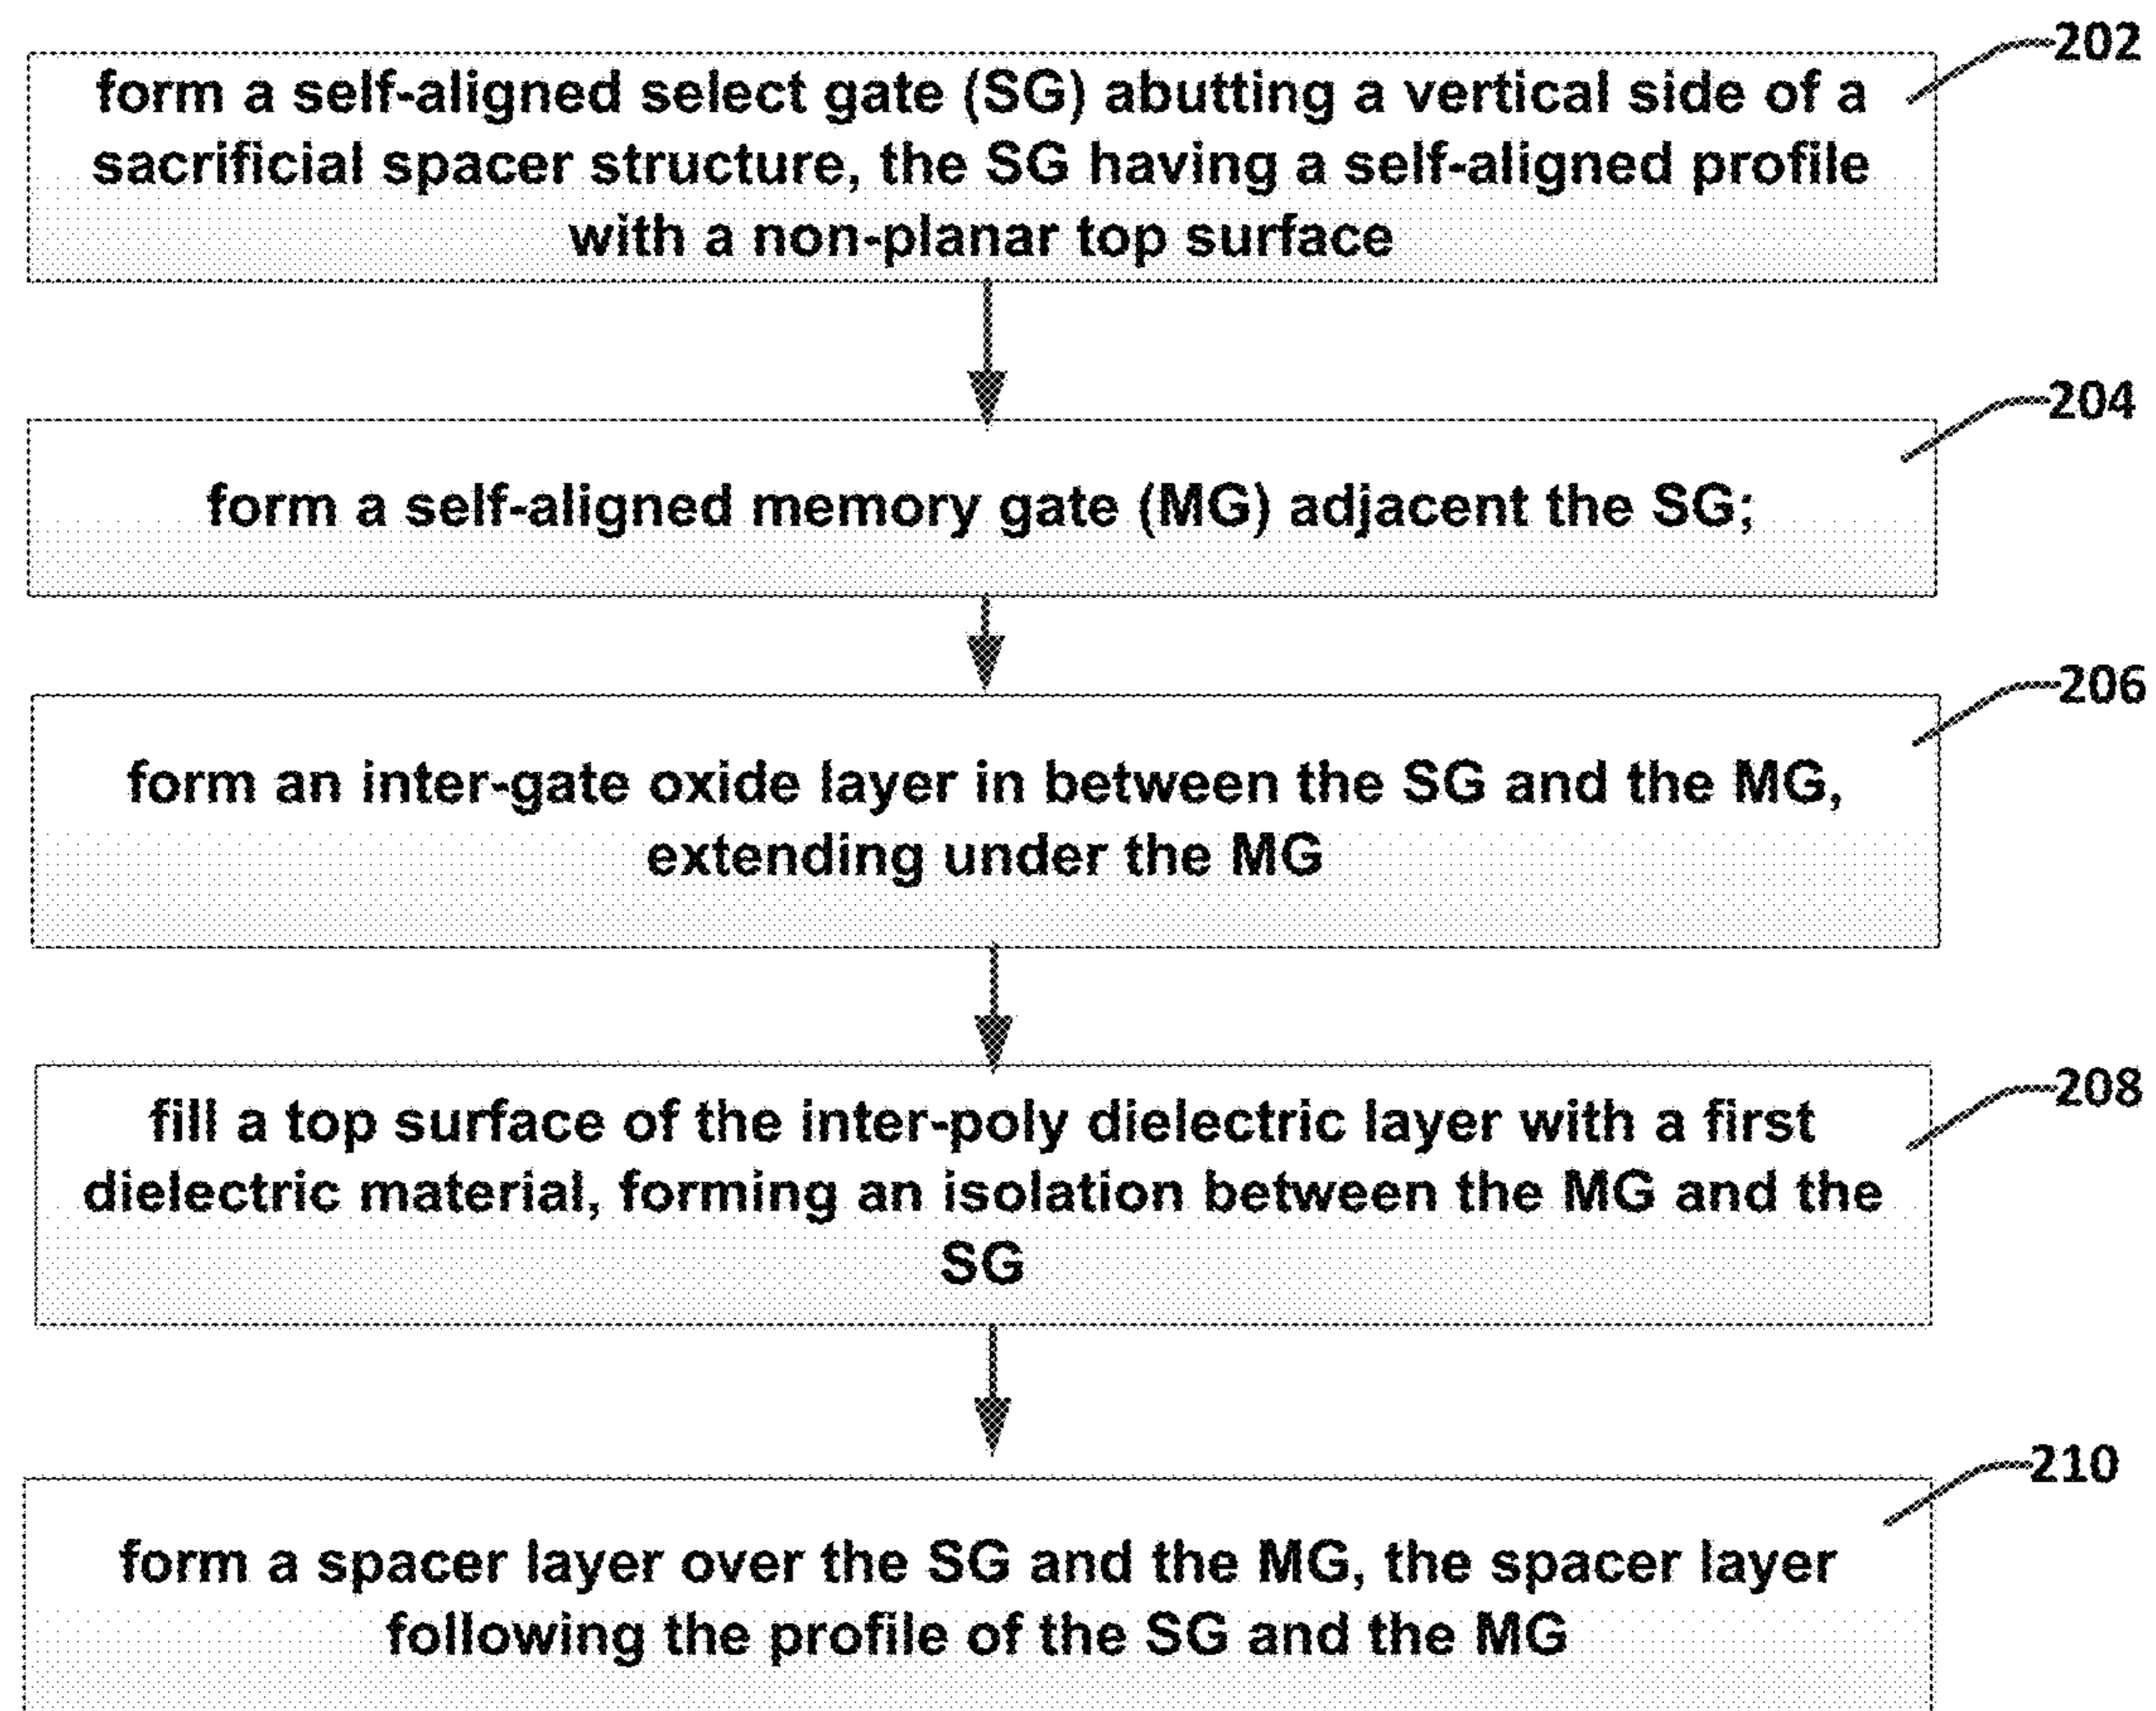 202
form a self-aligned select gate (SG) abutting a vertical side of a
sacrificial spacer structure, the SG having a self-aligned profile
with a non-planar top surface
204
form a self-aligned memory gate (MG) adjacent the SG;
206
form an inter-gate oxide layer in between the SG and the MG,
extending under the MG
208
fill a top surface of the inter-poly dielectric layer with a first
dielectric material, forming an isolation between the MG and the
SG
210
form a spacer layer over the SG and the MG, the spacer layer
following the profile of the SG and the MG